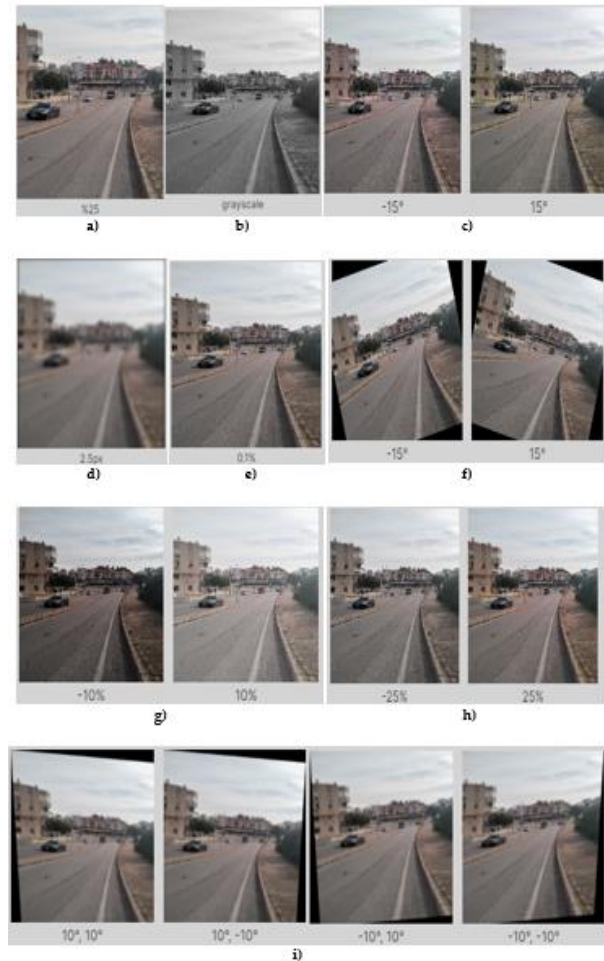 %25 grayscale -15° 15°
a) b) c)
2.5px 0,1% -15° 15°
d) e) f)
-10% 10% -25% 25%
g) h)
10°, 10° 10°, -10° -10°, 10° -10°, -10°
i)